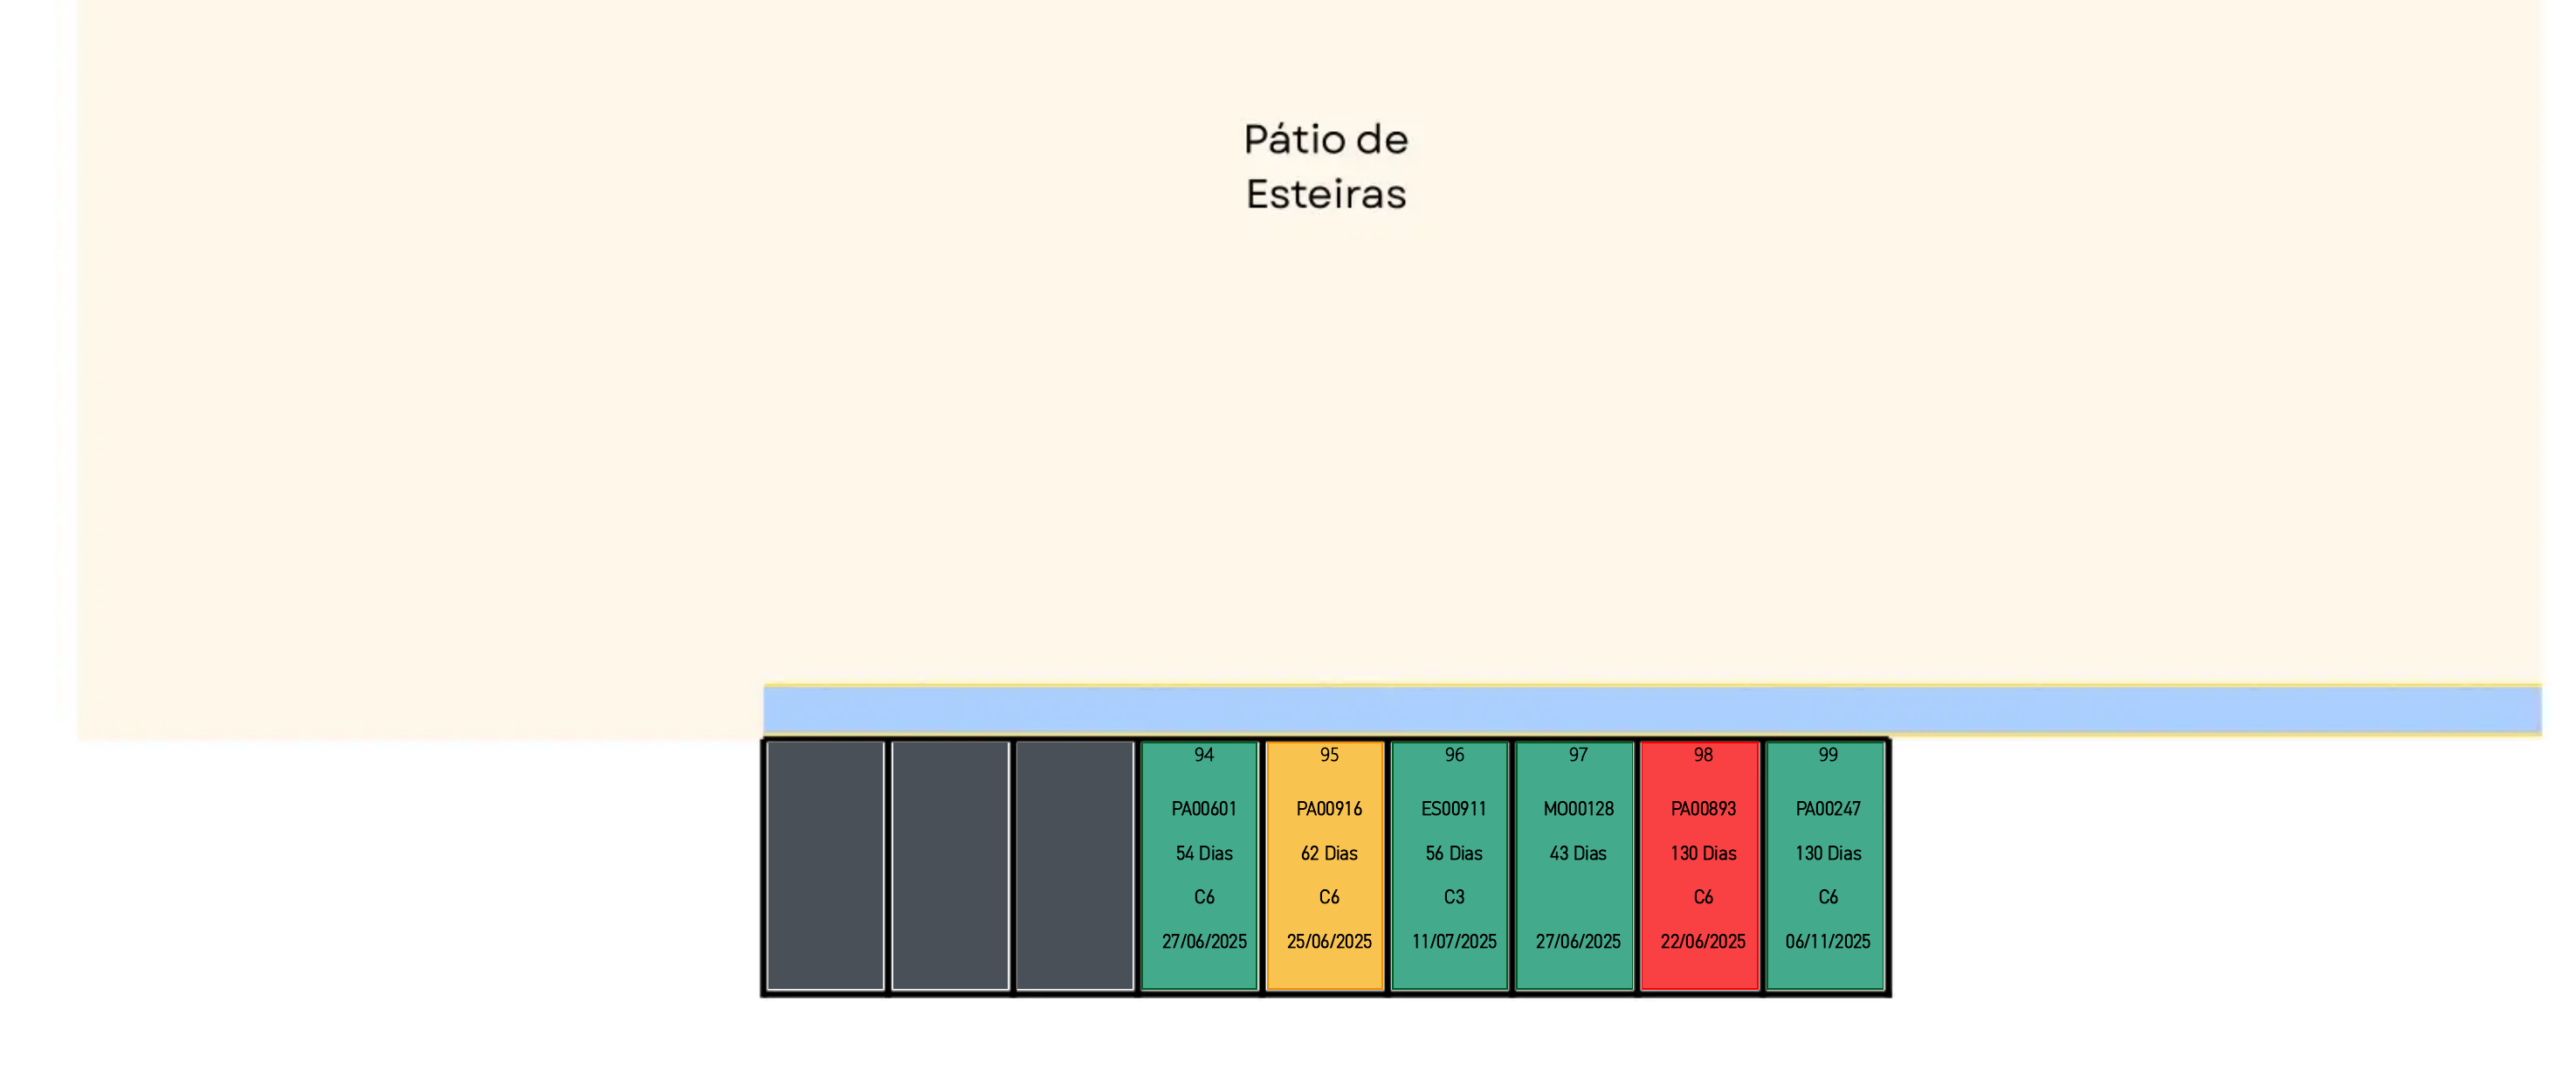 Pátio de
Esteiras
94
PA00601
54 Dias
C6
27/06/2025
95
PA00916
62 Dias
C6
25/06/2025
96
ES00911
56 Dias
C3
11/07/2025
97
MO00128
43 Dias
27/06/2025
98
PA00893
130 Dias
C6
22/06/2025
99
PA00247
130 Dias
C6
06/11/2025